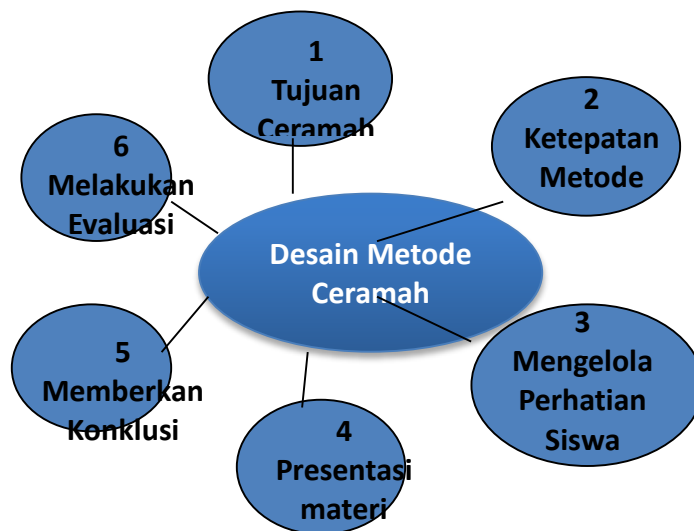 1
Tujuan
Ceramah
2
Ketepatan
Metode
6
Melakukan
Evaluasi
Desain Metode
Ceramah
3
Mengelola
Perhatian
Siswa
5
Memberkan
Konklusi
4
Presentasi
materi